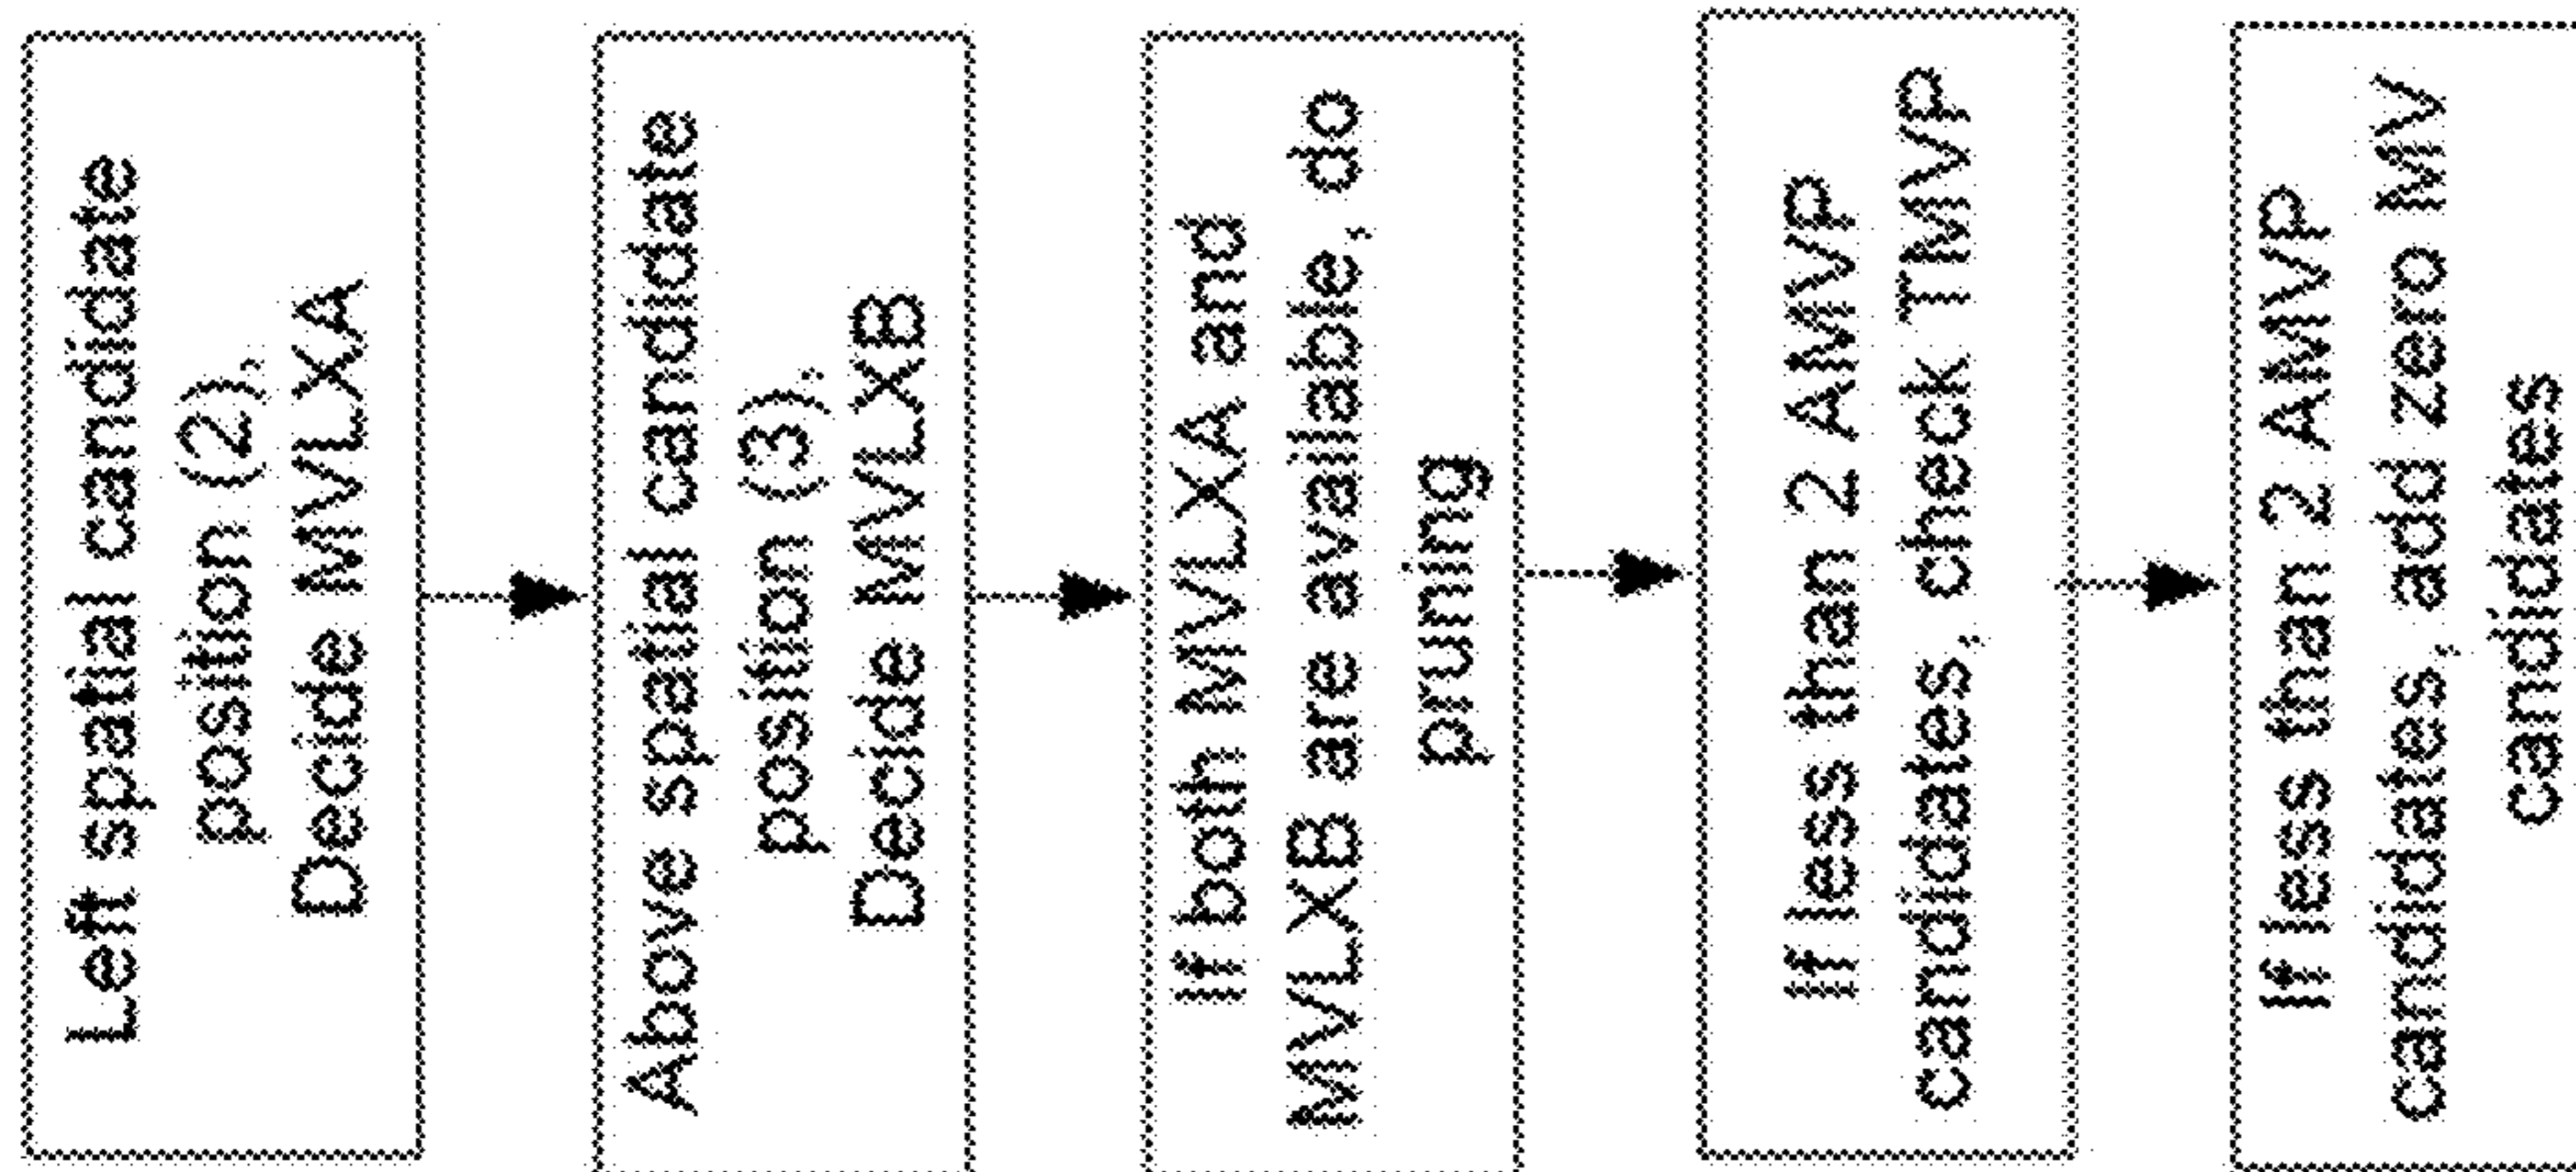 Left spatial candidate
position (2),
Decide MVLXA
Above spatial candidate
position (3),
Decide MVLXB
If both MVLXA and
MVLXB are available, do
pruning
If less than 2 AMVP
candidates, check TMVP
If less than 2 AMVP
candidates, add zero MV
candidates